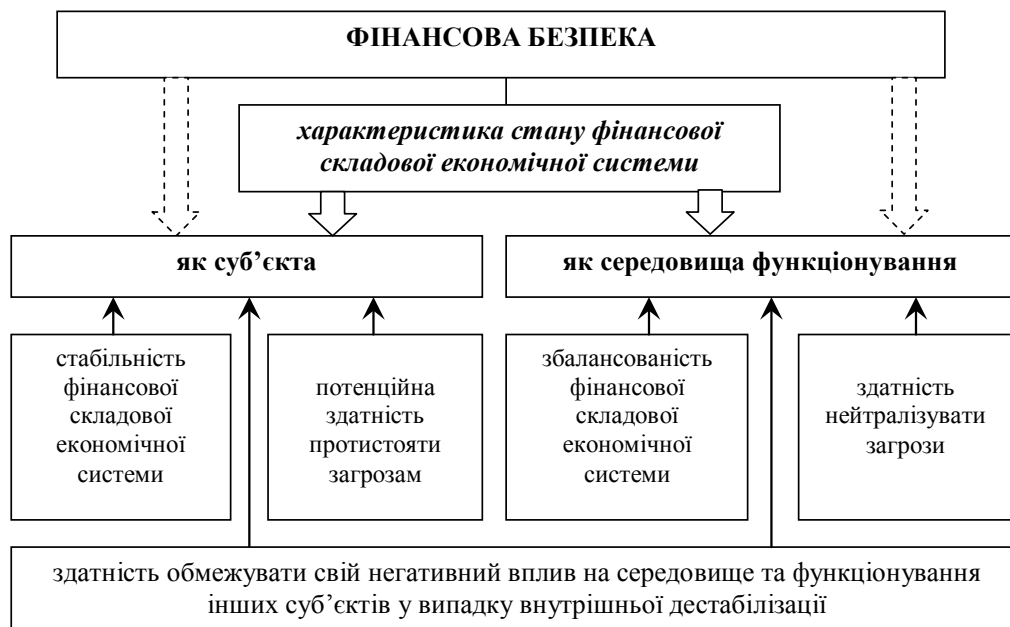 ФІНАНСОВА БЕЗПЕКА
характеристика стану фінансової
складової економічної системи
як суб’єкта
як середовища функціонування
стабільність
фінансової
складової
економічної
системи
потенційна
здатність
протистояти
загрозам
збалансованість
фінансової
складової
економічної
системи
здатність
нейтралізувати
загрози
здатність обмежувати свій негативний вплив на середовище та функціонування
інших суб’єктів у випадку внутрішньої дестабілізації